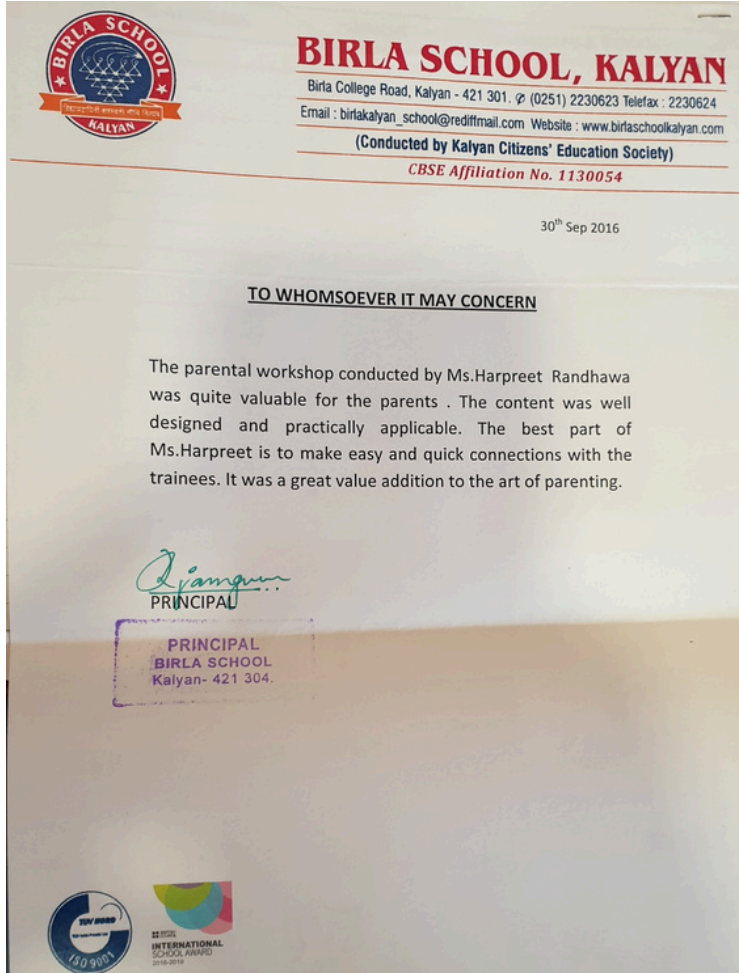 BIRLA SCHOOL
KALYAN
BIRLA SCHOOL, KALYAN
Birla College Road, Kalyan - 421 301. ✆ (0251) 2230623 Telefax : 2230624
Email : birlakalyan_school@rediffmail.com Website : www.birlaschoolkalyan.com
(Conducted by Kalyan Citizens' Education Society)
CBSE Affiliation No. 1130054
30th Sep 2016
TO WHOMSOEVER IT MAY CONCERN
The parental workshop conducted by Ms.Harpreet Randhawa
was quite valuable for the parents . The content was well
designed and practically applicable. The best part of
Ms.Harpreet is to make easy and quick connections with the
trainees. It was a great value addition to the art of parenting.
PRINCIPAL
PRINCIPAL
BIRLA SCHOOL
Kalyan- 421 304.
ISO 9001
INTERNATIONAL
SCHOOL AWARD
2016-2019